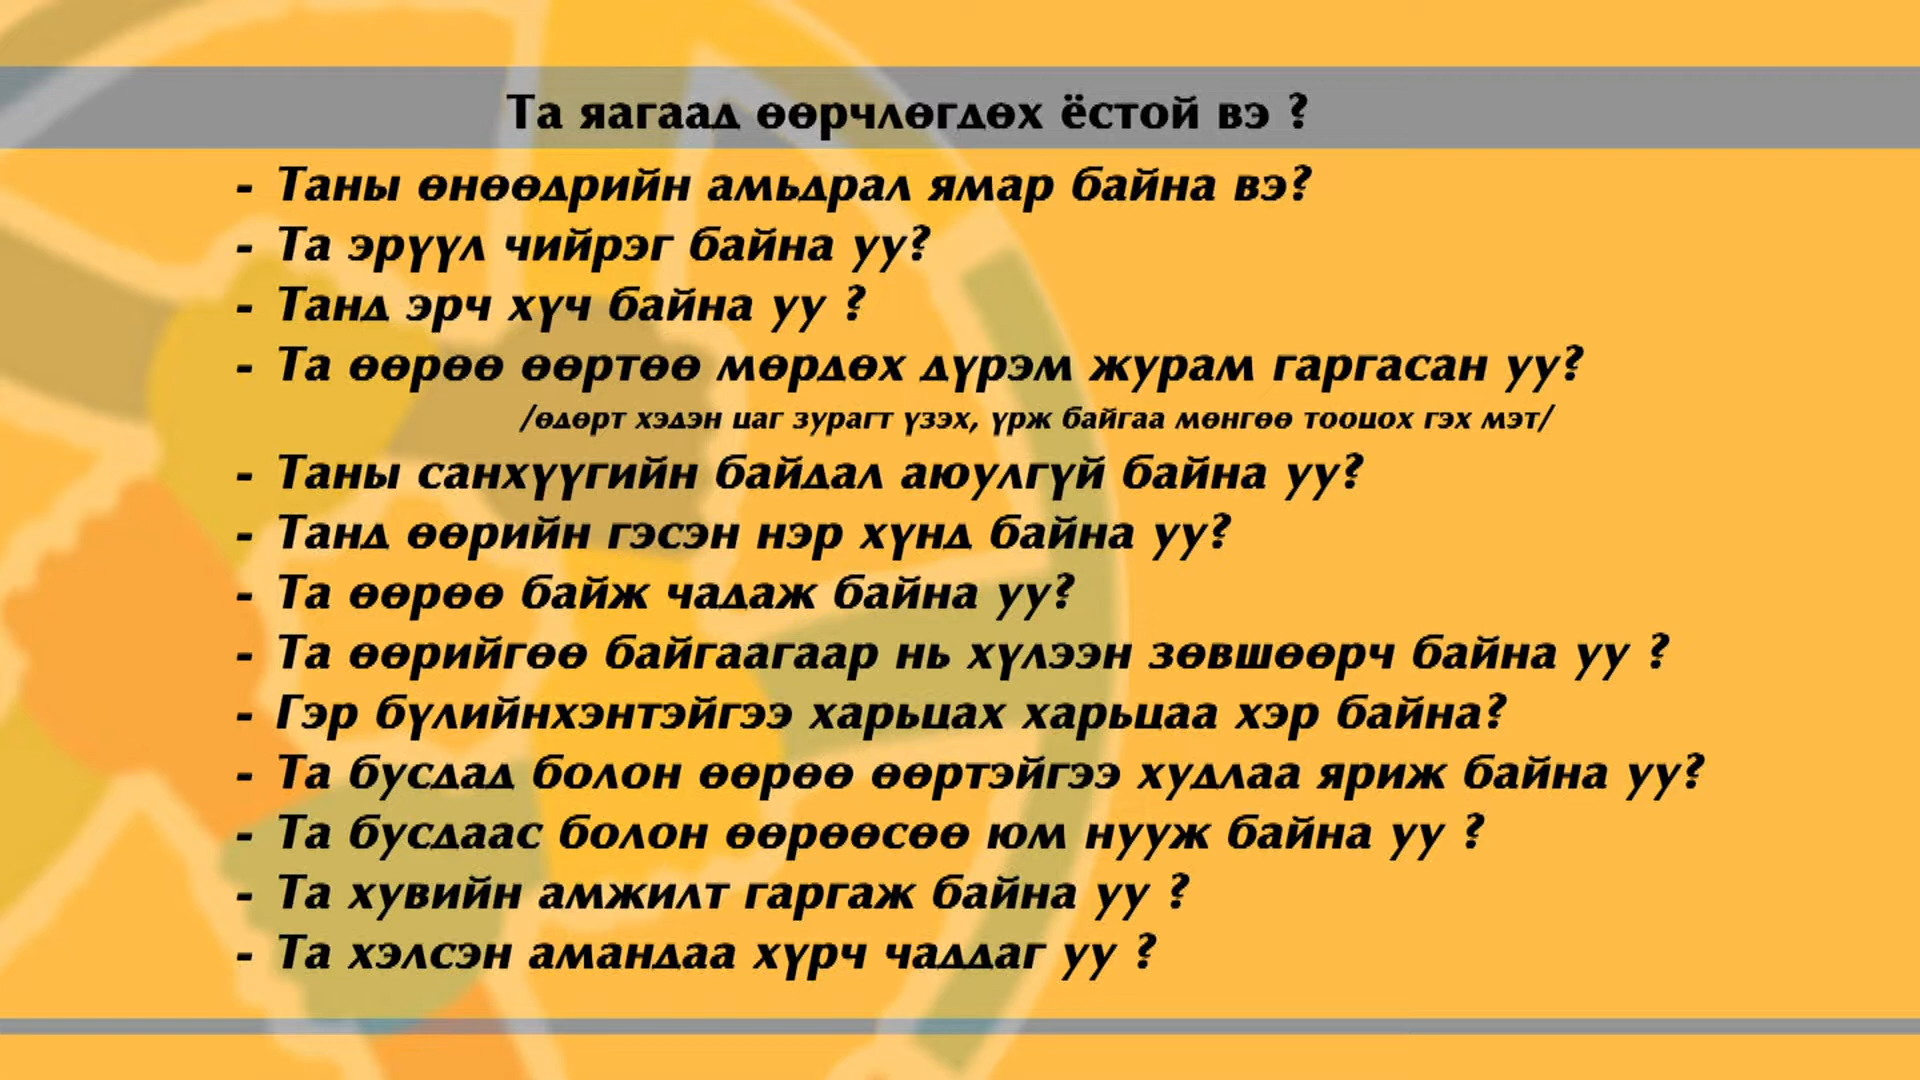 Та яагаад өөрчлөгдөх ёстой вэ ?
- Таны өнөөдрийн амьдрал ямар байна вэ?
- Та эрүүл чийрэг байна уу?
- Танд эрч хүч байна уу ?
- Та өөрөө өөртөө мөрдөх дүрэм журам гаргасан уу?
/өдөрт хэдэн цаг зурагт үзэх, үрж байгаа мөнгөө тооцох гэх мэт/
- Таны санхүүгийн байдал аюулгүй байна уу?
- Танд өөрийн гэсэн нэр хүнд байна уу?
- Та өөрөө байж чадаж байна уу?
- Та өөрийгөө байгаагаар нь хүлээн зөвшөөрч байна уу ?
- Гэр бүлийнхэнтэйгээ харьцах харьцаа хэр байна?
- Та бусдад болон өөрөө өөртэйгээ худлаа яриж байна уу?
- Та бусдаас болон өөрөөсөө юм нууж байна уу ?
- Та хувийн амжилт гаргаж байна уу ?
- Та хэлсэн амандаа хүрч чаддаг уу ?